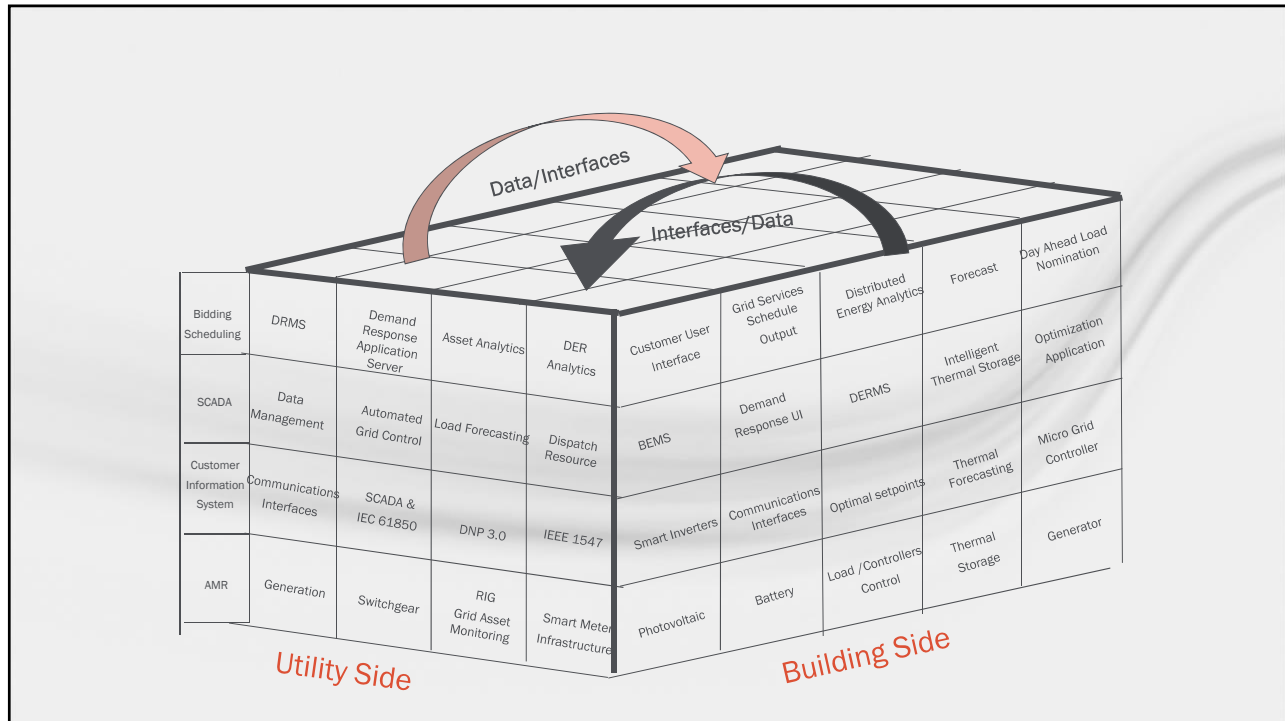 Data/Interfaces
Interfaces/Data
Bidding
Scheduling
DRMS
Demand
Response
Application
Server
Asset Analytics
DER
Analytics
Customer User
Interface
Grid Services
Schedule
Output
Distributed
Energy Analytics
Forecast
Day Ahead Load
Nomination
SCADA
Data
Management
Automated
Grid Control
Load Forecasting
Dispatch
Resource
BEMS
Demand
Response UI
DERMS
Intelligent
Thermal Storage
Optimization
Application
Customer
Information
System
Communications
Interfaces
SCADA &
IEC 61850
DNP 3.0
IEEE 1547
Smart Inverters
Communications
Interfaces
Optimal setpoints
Thermal
Forecasting
Micro Grid
Controller
AMR
Generation
Switchgear
RIG
Grid Asset
Monitoring
Smart Meter
Infrastructure
Photovoltaic
Battery
Load /Controllers
Control
Thermal
Storage
Generator
Utility Side
Building Side